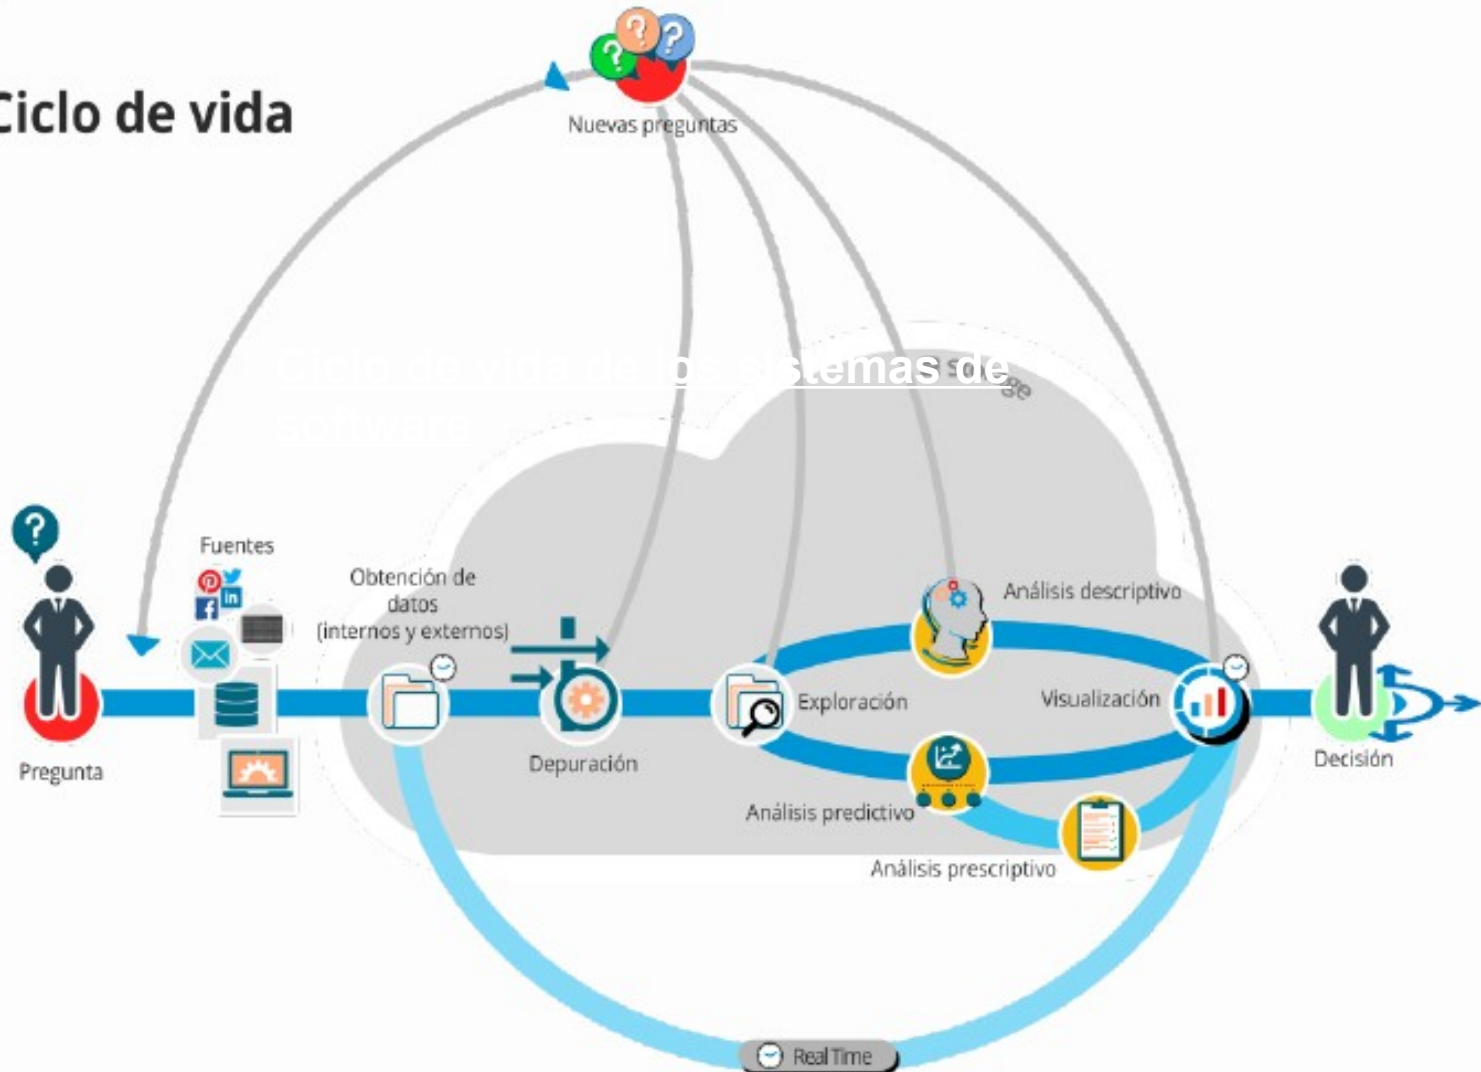 Ciclo de vida
Nuevas preguntas
Ciclo de vida de los sistemas de
software
Fuentes
Obtención de
datos
(internos y externos)
Análisis descriptivo
Exploración
Visualización
Depuración
Pregunta
Decisión
Análisis predictivo
Análisis prescriptivo
Real Time